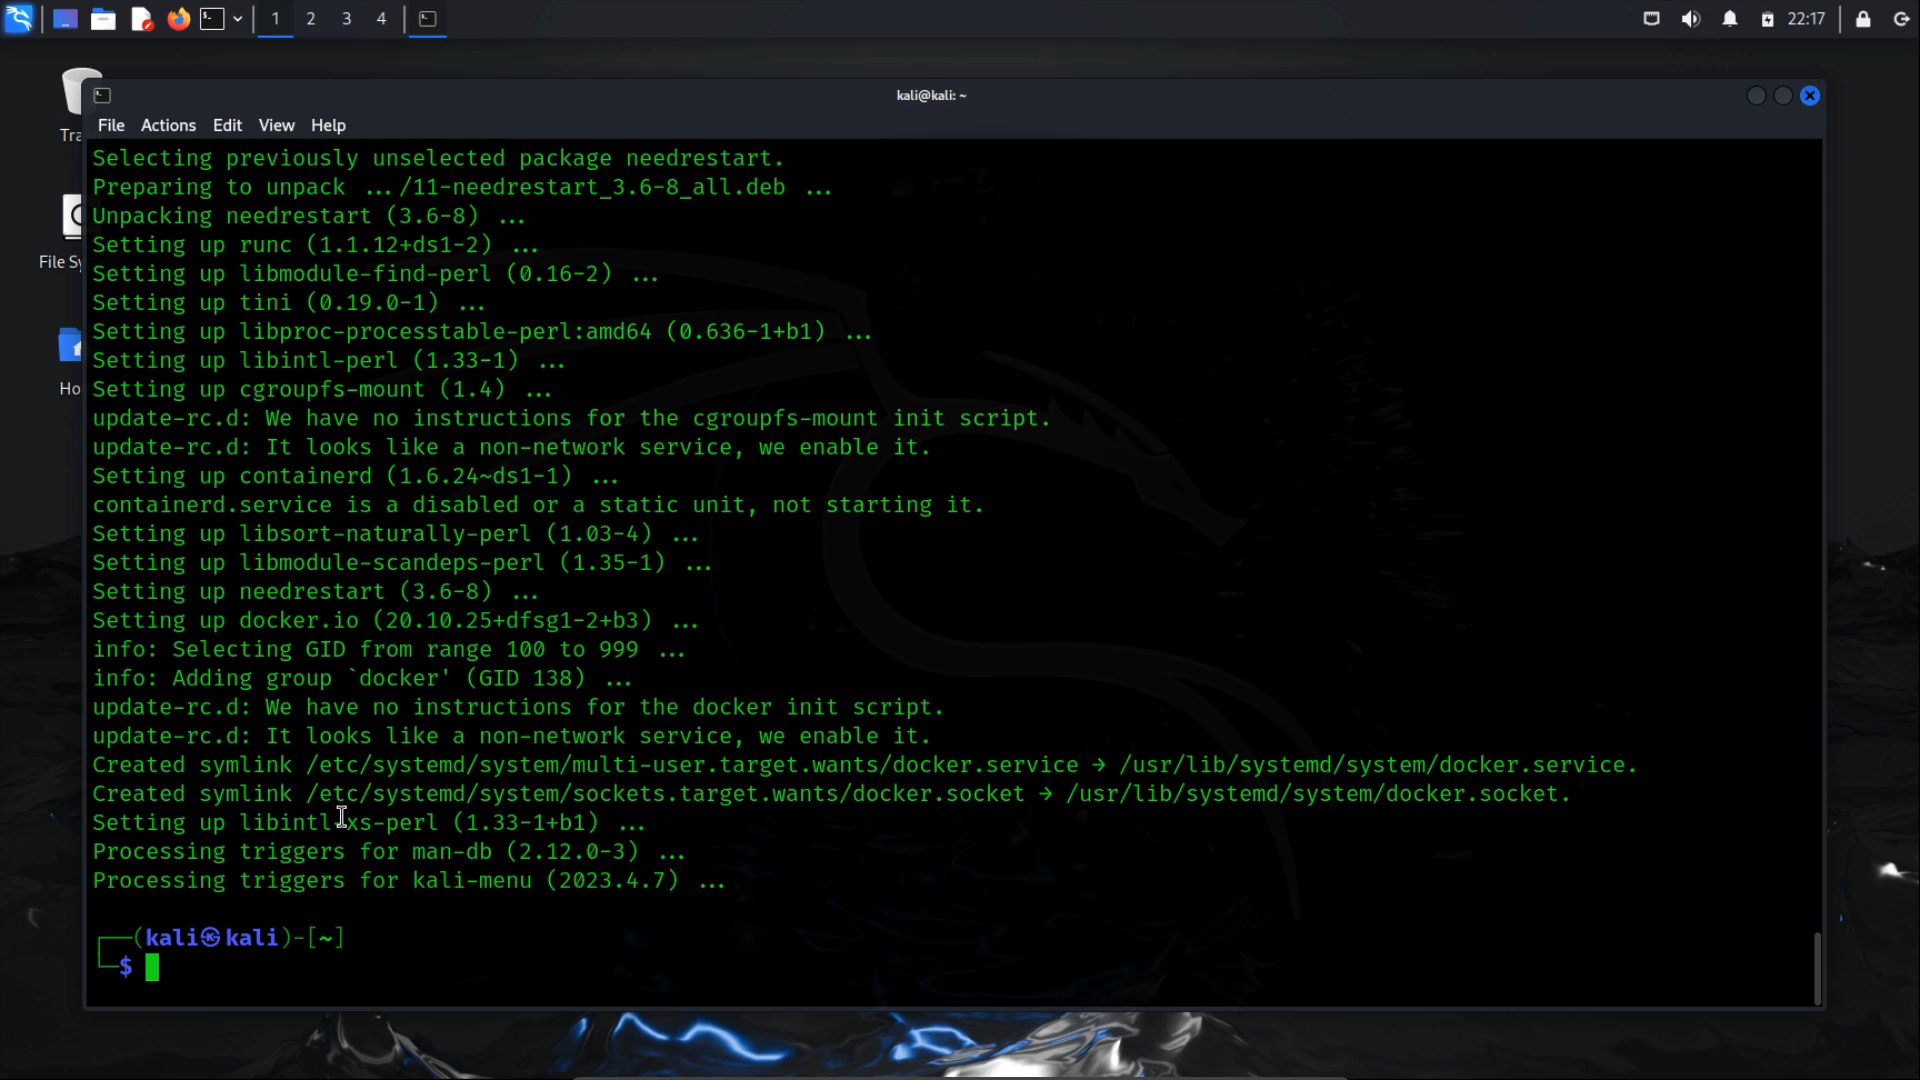 1 2 3 4 22:17
kali@kali: ~
File Actions Edit View Help
Selecting previously unselected package needrestart.
Preparing to unpack .../11-needrestart_3.6-8_all.deb ...
Unpacking needrestart (3.6-8) ...
Setting up runc (1.1.12+ds1-2) ...
Setting up libmodule-find-perl (0.16-2) ...
Setting up tini (0.19.0-1) ...
Setting up libproc-processtable-perl:amd64 (0.636-1+b1) ...
Setting up libintl-perl (1.33-1) ...
Setting up cgroupfs-mount (1.4) ...
update-rc.d: We have no instructions for the cgroupfs-mount init script.
update-rc.d: It looks like a non-network service, we enable it.
Setting up containerd (1.6.24~ds1-1) ...
containerd.service is a disabled or a static unit, not starting it.
Setting up libsort-naturally-perl (1.03-4) ...
Setting up libmodule-scandeps-perl (1.35-1) ...
Setting up needrestart (3.6-8) ...
Setting up docker.io (20.10.25+dfsg1-2+b3) ...
info: Selecting GID from range 100 to 999 ...
info: Adding group `docker' (GID 138) ...
update-rc.d: We have no instructions for the docker init script.
update-rc.d: It looks like a non-network service, we enable it.
Created symlink /etc/systemd/system/multi-user.target.wants/docker.service → /usr/lib/systemd/system/docker.service.
Created symlink /etc/systemd/system/sockets.target.wants/docker.socket → /usr/lib/systemd/system/docker.socket.
Setting up libintl-xs-perl (1.33-1+b1) ...
Processing triggers for man-db (2.12.0-3) ...
Processing triggers for kali-menu (2023.4.7) ...
┌──(kali㉿kali)-[~]
└─$
Tra
File Sy
Ho